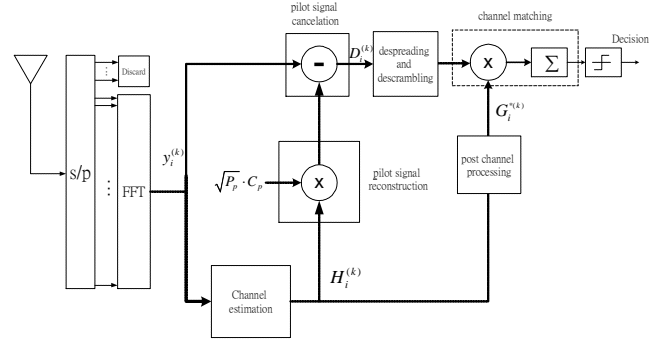 pilot signal
cancelation
channel matching
Decision
D_i^{(k)}
-
despreading
and
descrambling
x
Σ
⋮
Discard
G_i^{*(k)}
y_i^{(k)}
s/p
⋮
FFT
√P_p · C_p
x
pilot signal
reconstruction
post channel
processing
H_i^{(k)}
Channel
estimation